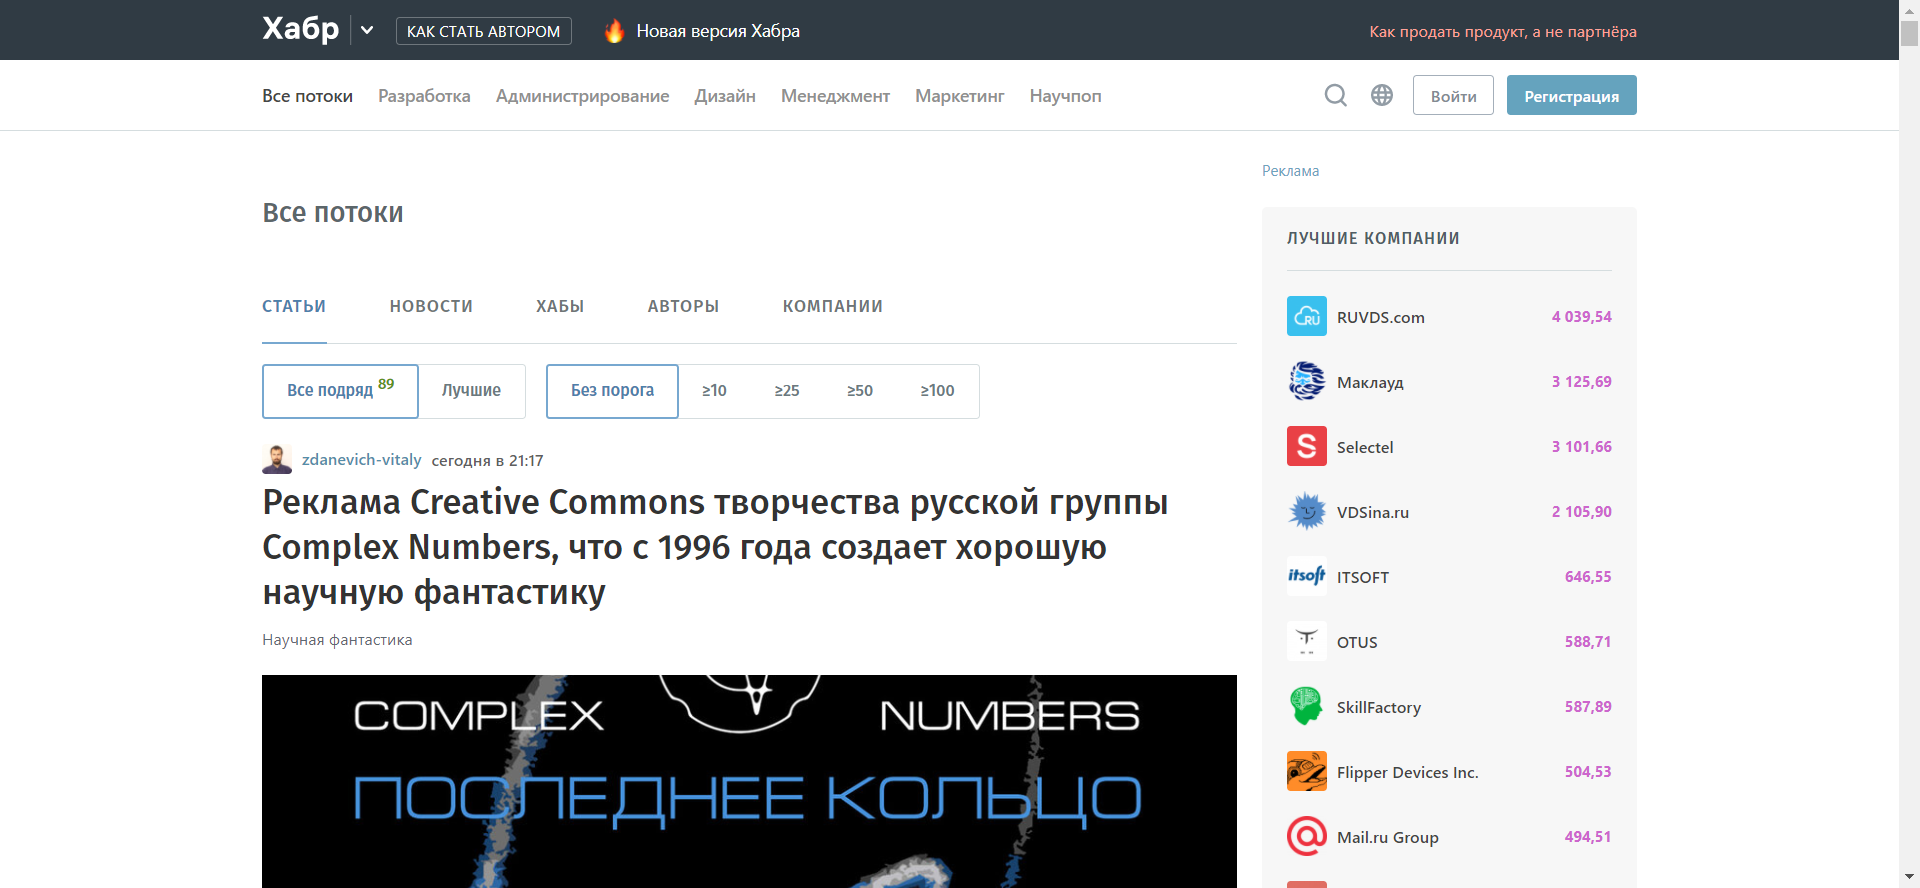 Хабр
КАК СТАТЬ АВТОРОМ
Новая версия Хабра
Как продать продукт, а не партнёра
Все потоки
Разработка
Администрирование
Дизайн
Менеджмент
Маркетинг
Научпоп
Войти
Регистрация
Все потоки
СТАТЬИ
НОВОСТИ
ХАБЫ
АВТОРЫ
КОМПАНИИ
Все подряд 89
Лучшие
Без порога
≥10
≥25
≥50
≥100
zdanevich-vitaly сегодня в 21:17
Реклама Creative Commons творчества русской группы
Complex Numbers, что с 1996 года создает хорошую
научную фантастику
Научная фантастика
COMPLEX NUMBERS
ПОСЛЕДНЕЕ КОЛЬЦО
Реклама
ЛУЧШИЕ КОМПАНИИ
RU
RUVDS.com 4 039,54
Маклауд 3 125,69
S
Selectel 3 101,66
VDSina.ru 2 105,90
itsoft
ITSOFT 646,55
OTUS 588,71
SkillFactory 587,89
Flipper Devices Inc. 504,53
@
Mail.ru Group 494,51